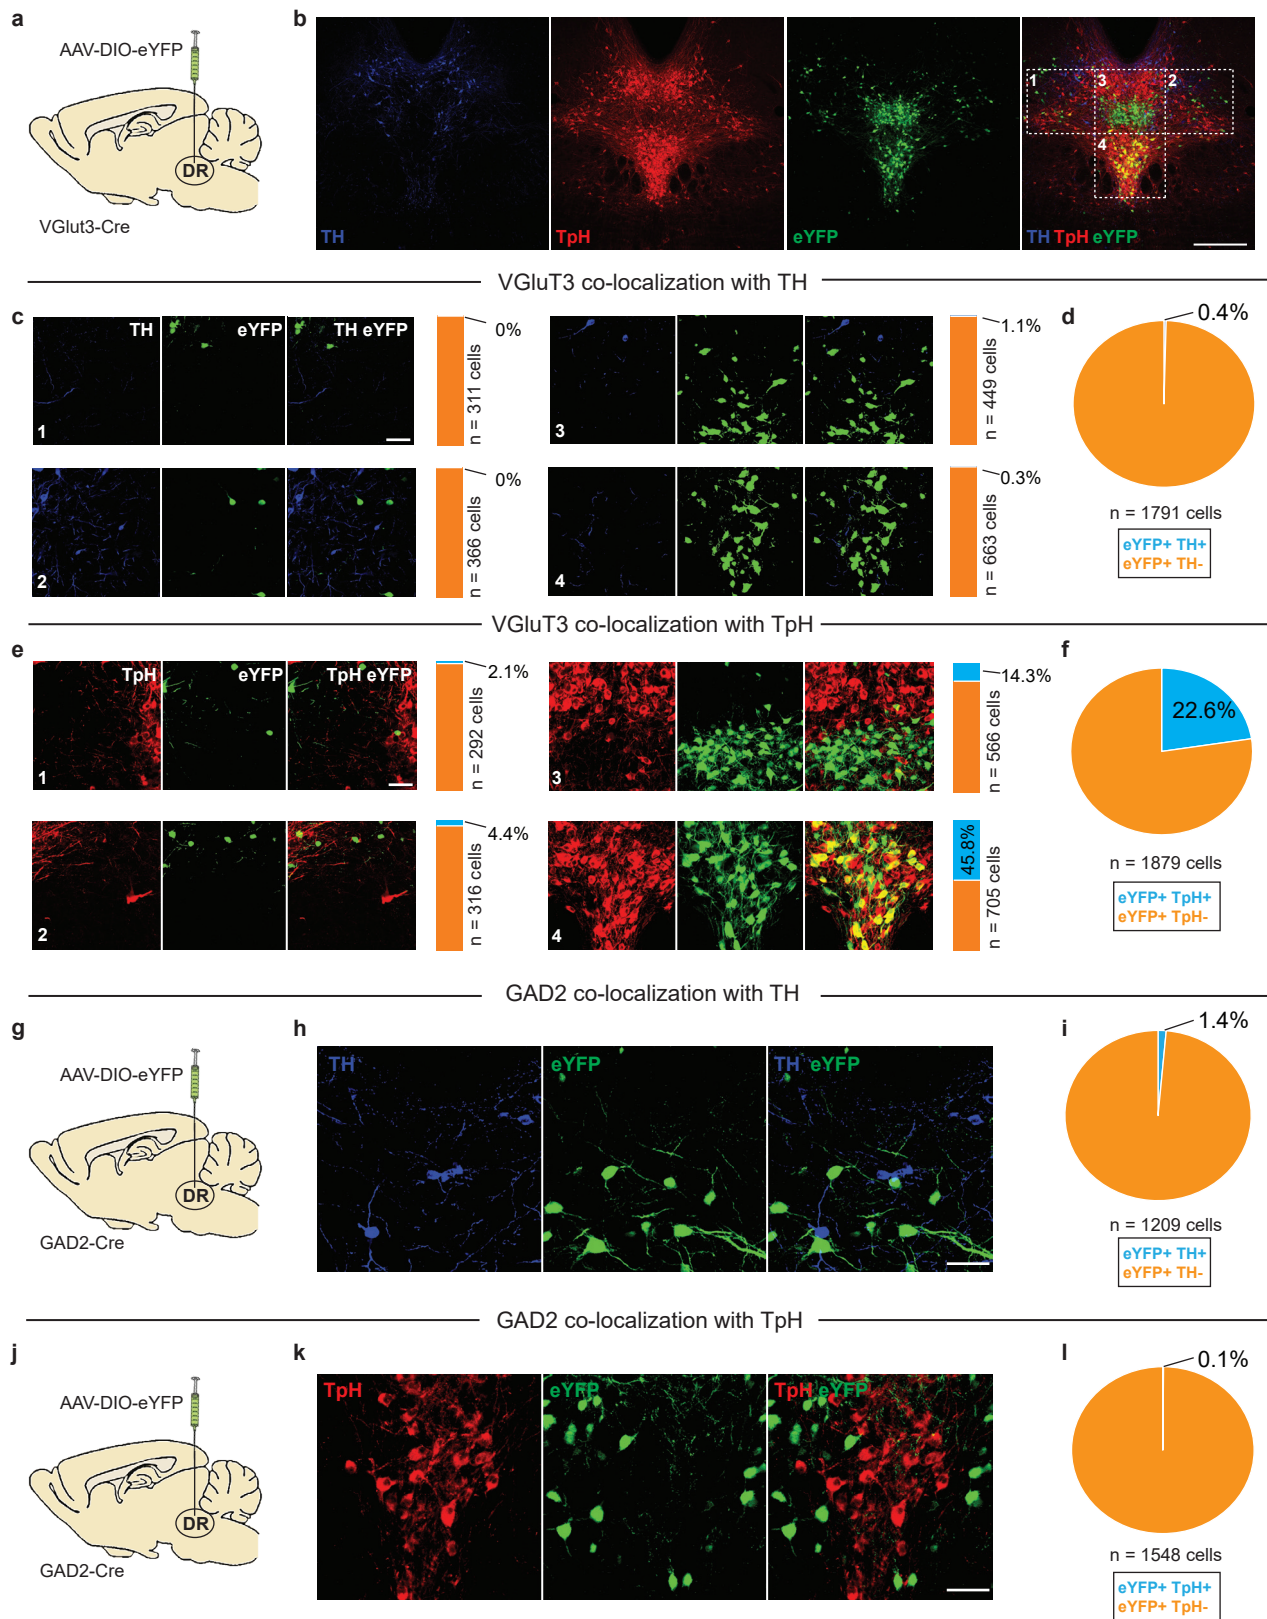 a
AAV-DIO-eYFP
DR
VGlut3-Cre
b
TH
TpH
eYFP
1
3
2
4
TH TpH eYFP
VGluT3 co-localization with TH
c
TH
eYFP
TH eYFP
1
0%
n = 311 cells
3
1.1%
n = 449 cells
2
0%
n = 366 cells
4
0.3%
n = 663 cells
d
0.4%
n = 1791 cells
eYFP+ TH+
eYFP+ TH-
VGluT3 co-localization with TpH
e
TpH
eYFP
TpH eYFP
1
2.1%
n = 292 cells
3
14.3%
n = 566 cells
2
4.4%
n = 316 cells
4
45.8%
n = 705 cells
f
22.6%
n = 1879 cells
eYFP+ TpH+
eYFP+ TpH-
GAD2 co-localization with TH
g
AAV-DIO-eYFP
DR
GAD2-Cre
h
TH
eYFP
TH eYFP
i
1.4%
n = 1209 cells
eYFP+ TH+
eYFP+ TH-
GAD2 co-localization with TpH
j
AAV-DIO-eYFP
DR
GAD2-Cre
k
TpH
eYFP
TpH eYFP
l
0.1%
n = 1548 cells
eYFP+ TpH+
eYFP+ TpH-